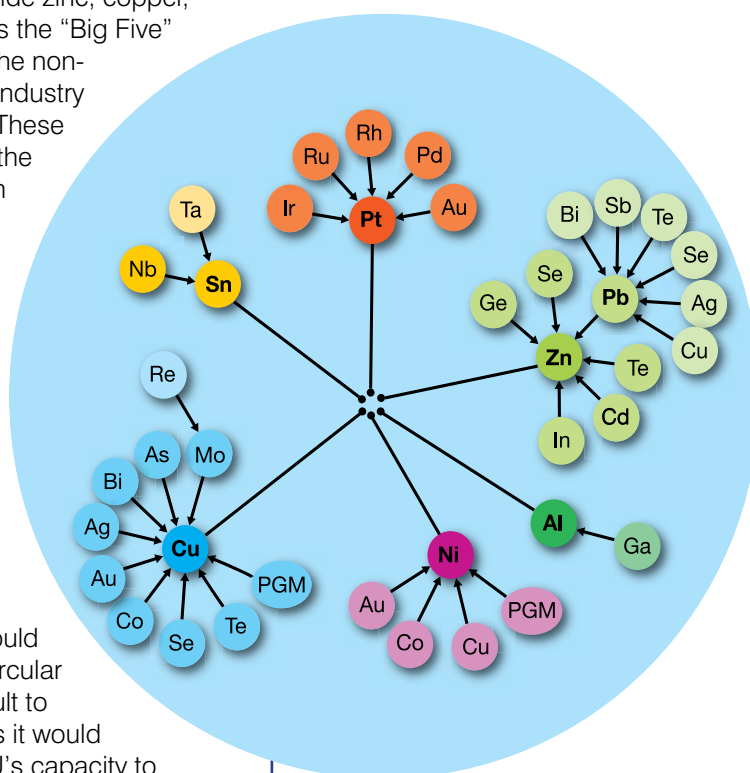 ide zinc, copper,
s the “Big Five”
he non-
ndustry
These
the
Rh
Ru
Pd
Ir
Au
Pt
Ta
Nb
Sn
Bi
Sb
Te
Se
Ag
Cu
Pb
Se
Ge
Zn
Te
Cd
In
Re
As
Mo
Bi
Ag
Cu
Au
PGM
Co
Se
Te
Al
Ga
Ni
Au
PGM
Co
Cu
ould
rcular
ult to
s it would
U’s capacity to